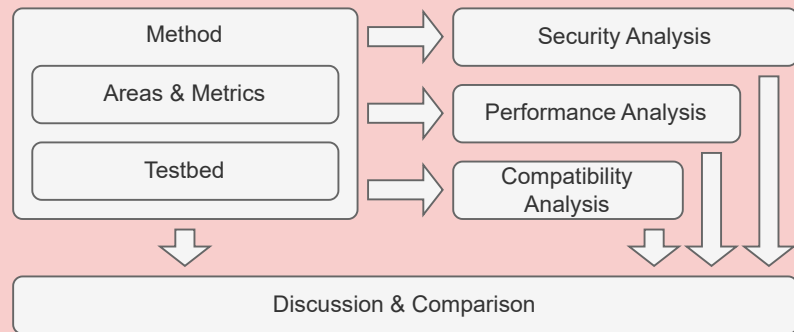 Method
Areas & Metrics
Testbed
Security Analysis
Performance Analysis
Compatibility
Analysis
Discussion & Comparison